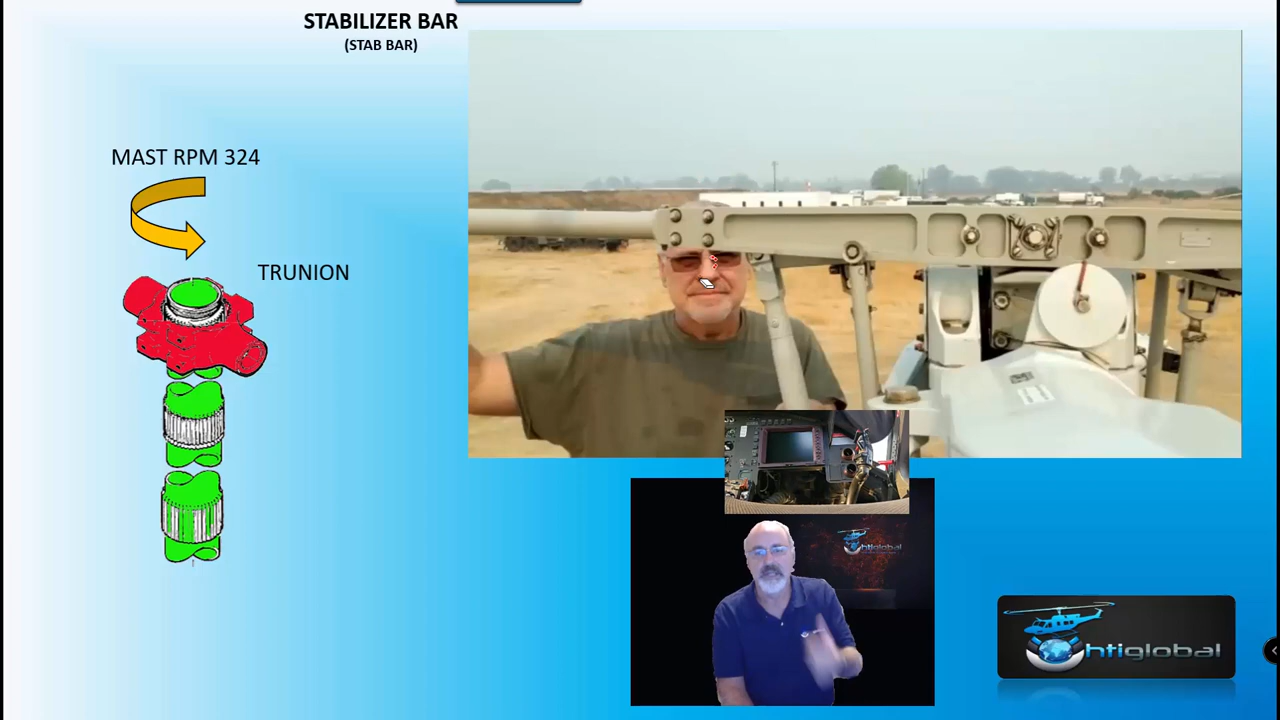 STABILIZER BAR
(STAB BAR)
MAST RPM 324
TRUNION
htiglobal
htiglobal